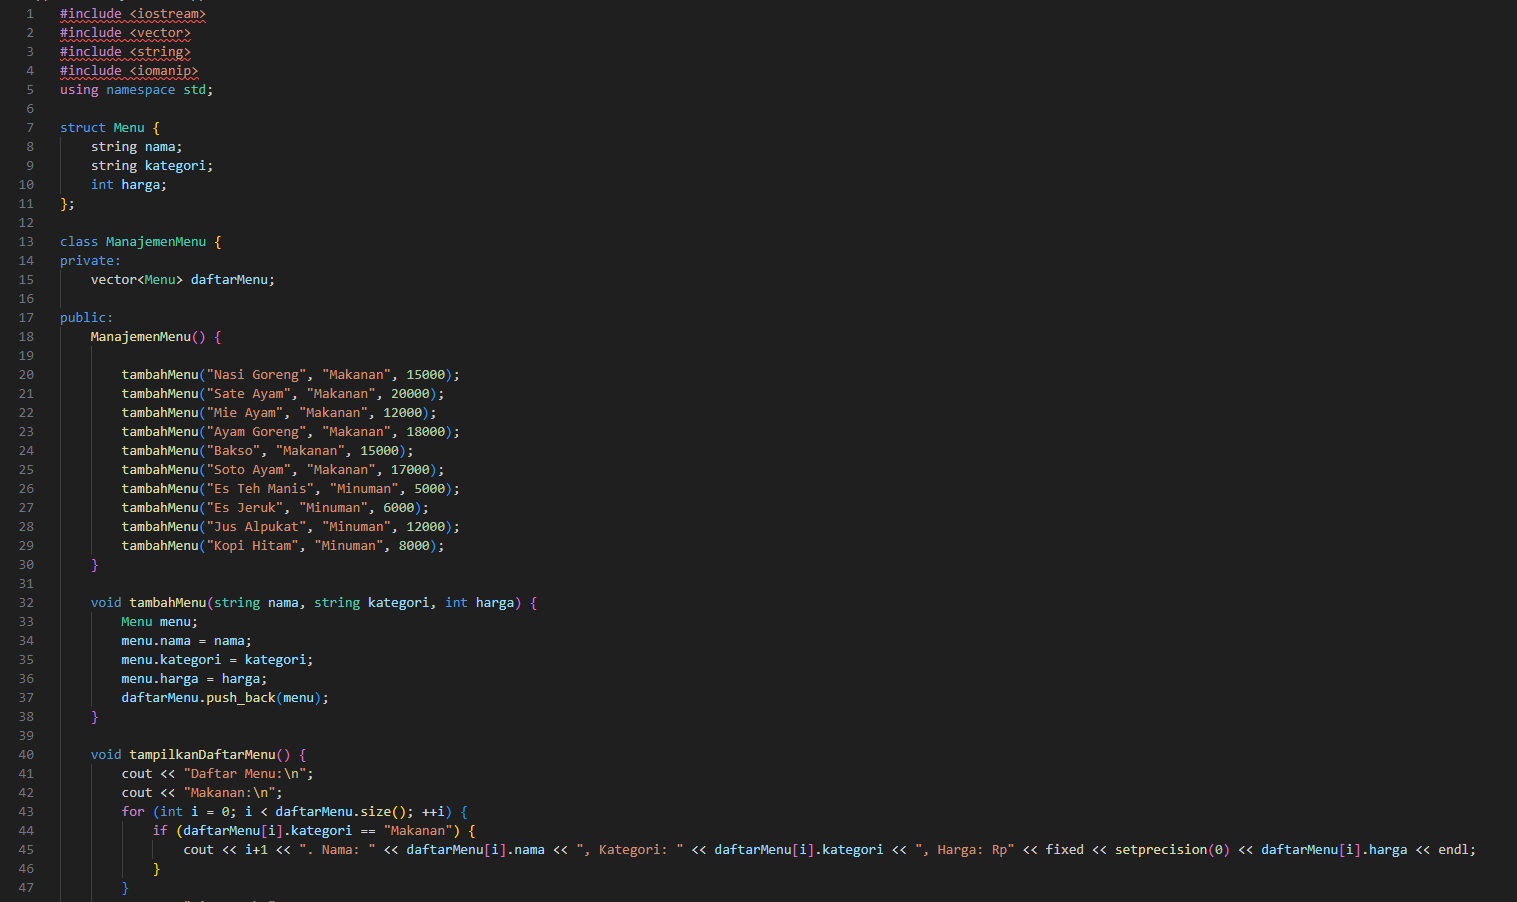 1 #include <iostream>
2 #include <vector>
3 #include <string>
4 #include <iomanip>
5 using namespace std;
6
7 struct Menu {
8     string nama;
9     string kategori;
10     int harga;
11 };
12
13 class ManajemenMenu {
14 private:
15     vector<Menu> daftarMenu;
16
17 public:
18     ManajemenMenu() {
19
20         tambahMenu("Nasi Goreng", "Makanan", 15000);
21         tambahMenu("Sate Ayam", "Makanan", 20000);
22         tambahMenu("Mie Ayam", "Makanan", 12000);
23         tambahMenu("Ayam Goreng", "Makanan", 18000);
24         tambahMenu("Bakso", "Makanan", 15000);
25         tambahMenu("Soto Ayam", "Makanan", 17000);
26         tambahMenu("Es Teh Manis", "Minuman", 5000);
27         tambahMenu("Es Jeruk", "Minuman", 6000);
28         tambahMenu("Jus Alpukat", "Minuman", 12000);
29         tambahMenu("Kopi Hitam", "Minuman", 8000);
30     }
31
32     void tambahMenu(string nama, string kategori, int harga) {
33         Menu menu;
34         menu.nama = nama;
35         menu.kategori = kategori;
36         menu.harga = harga;
37         daftarMenu.push_back(menu);
38     }
39
40     void tampilkanDaftarMenu() {
41         cout << "Daftar Menu:\n";
42         cout << "Makanan:\n";
43         for (int i = 0; i < daftarMenu.size(); ++i) {
44             if (daftarMenu[i].kategori == "Makanan") {
45                 cout << i+1 << ". Nama: " << daftarMenu[i].nama << ", Kategori: " << daftarMenu[i].kategori << ", Harga: Rp" << fixed << setprecision(0) << daftarMenu[i].harga << endl;
46             }
47         }